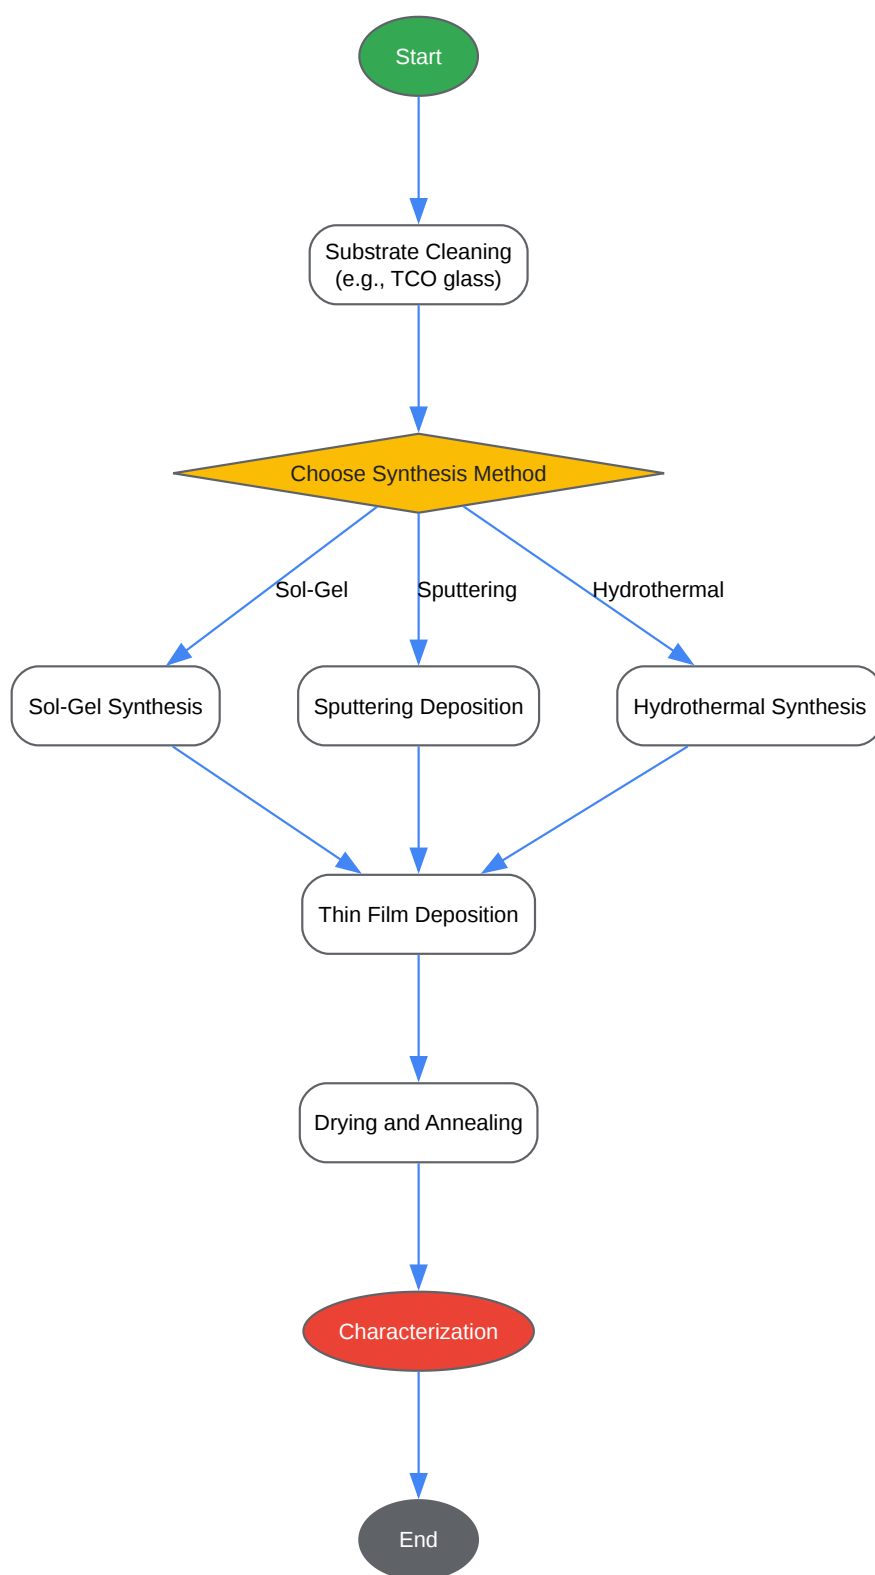 Start
Substrate Cleaning
(e.g., TCO glass)
Choose Synthesis Method
Sol-Gel
Sputtering
Hydrothermal
Sol-Gel Synthesis
Sputtering Deposition
Hydrothermal Synthesis
Thin Film Deposition
Drying and Annealing
Characterization
End